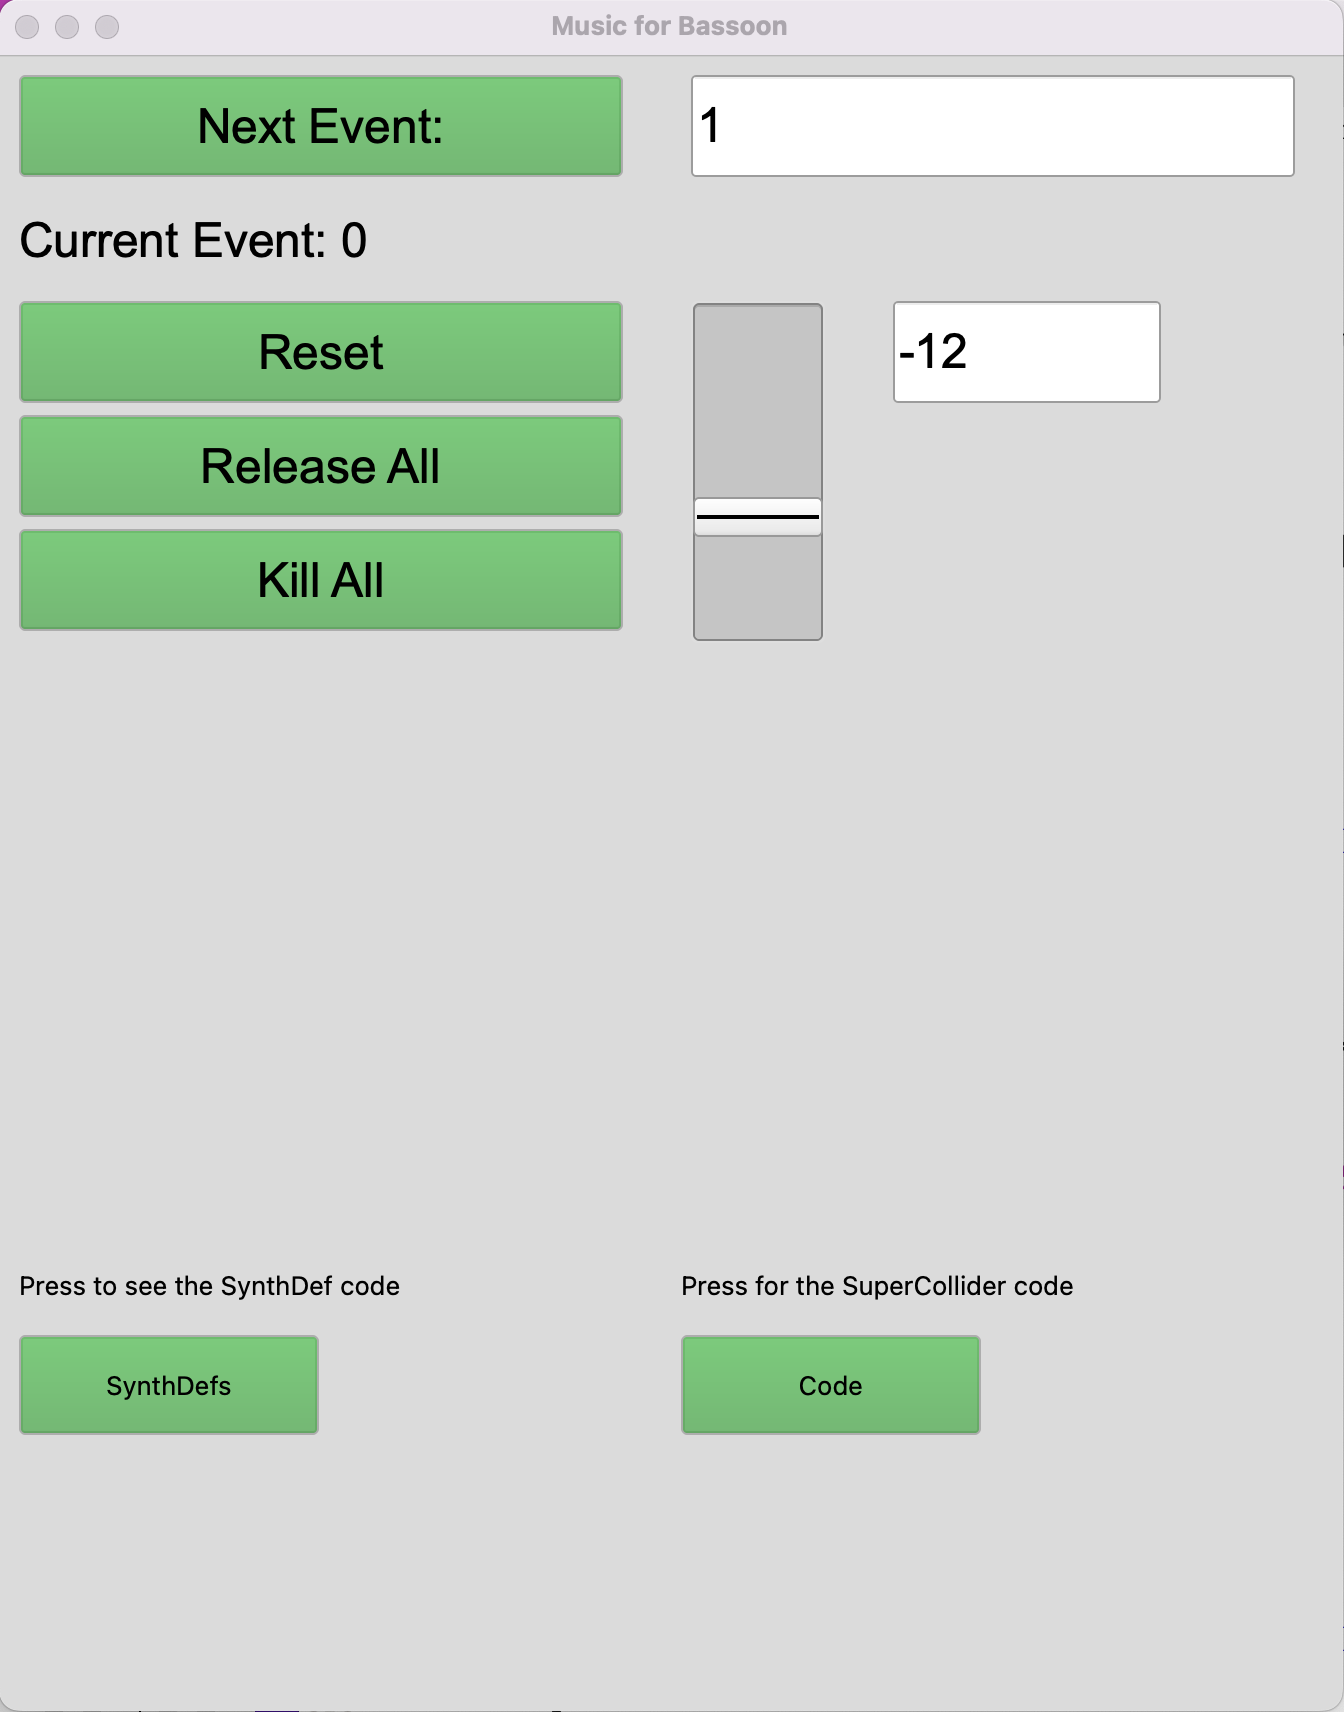 Music for Bassoon
Next Event:
1
Current Event: 0
Reset
-12
Release All
Kill All
Press to see the SynthDef code
Press for the SuperCollider code
SynthDefs
Code